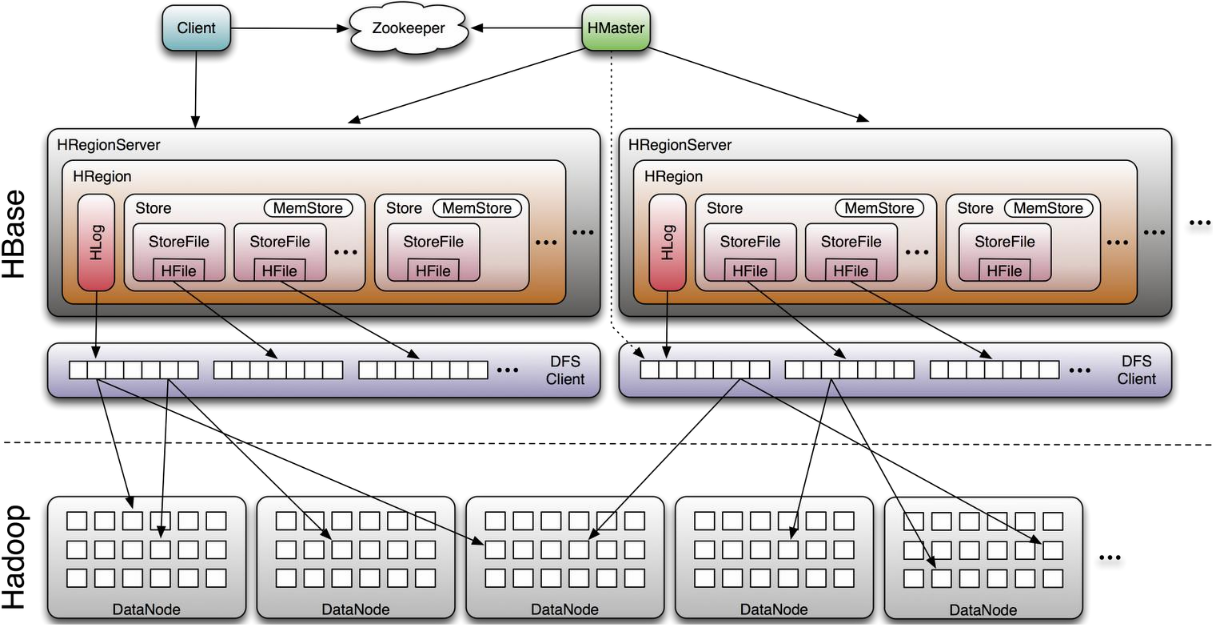 Client
Zookeeper
HMaster
HBase
HRegionServer
HRegion
HLog
Store
MemStore
StoreFile
HFile
StoreFile
HFile
...
Store
MemStore
StoreFile
HFile
...
...
HRegionServer
HRegion
HLog
Store
MemStore
StoreFile
HFile
StoreFile
HFile
...
Store
MemStore
StoreFile
HFile
...
...
...
...
DFS
Client
...
DFS
Client
Hadoop
DataNode
DataNode
DataNode
DataNode
DataNode
...